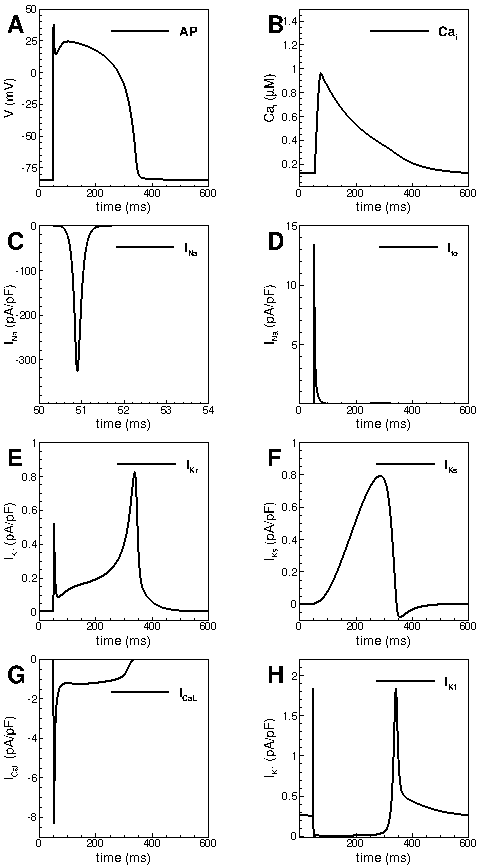 A
AP
50
25
0
-25
-50
-75
V (mV)
0 200 400 600
time (ms)
B
Ca_i
1.4
1.2
1
0.8
0.6
0.4
0.2
Ca_i (μM)
0 200 400 600
time (ms)
C
I_Na
0
-100
-200
-300
I_Na (pA/pF)
50 51 52 53 54
time (ms)
D
I_to
15
10
5
I_Na (pA/pF)
0 200 400 600
time (ms)
E
I_Kr
1
0.8
0.6
0.4
0.2
0
(pA/pF)
0 200 400 600
time (ms)
F
I_Ks
1
0.8
0.6
0.4
0.2
0
I_Ks (pA/pF)
0 200 400 600
time (ms)
G
I_CaL
0
-2
-4
-6
-8
I_CaL (pA/pF)
0 200 400 600
time (ms)
H
I_K1
2
1.5
1
0.5
0
(pA/pF)
0 200 400 600
time (ms)